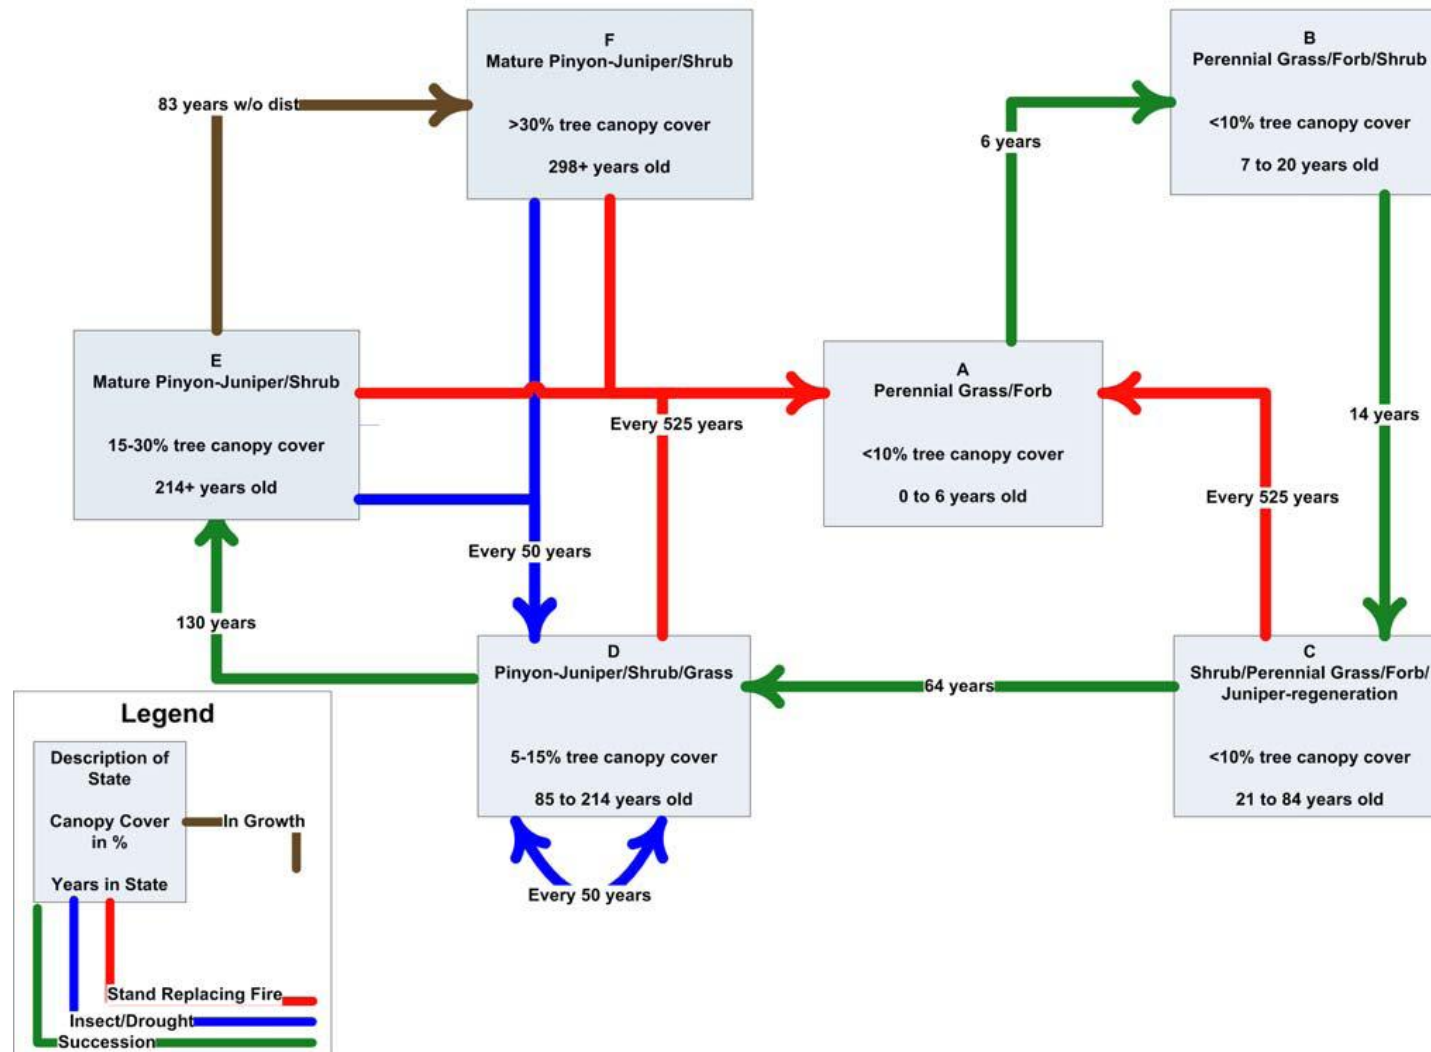 F
Mature Pinyon-Juniper/Shrub
>30% tree canopy cover
298+ years old
B
Perennial Grass/Forb/Shrub
<10% tree canopy cover
7 to 20 years old
83 years w/o dist
6 years
E
Mature Pinyon-Juniper/Shrub
15-30% tree canopy cover
214+ years old
A
Perennial Grass/Forb
<10% tree canopy cover
0 to 6 years old
Every 525 years
14 years
Every 525 years
Every 50 years
130 years
D
Pinyon-Juniper/Shrub/Grass
5-15% tree canopy cover
85 to 214 years old
64 years
C
Shrub/Perennial Grass/Forb/
Juniper-regeneration
<10% tree canopy cover
21 to 84 years old
Every 50 years
Legend
Description of
State
Canopy Cover
in %
Years in State
In Growth
Stand Replacing Fire
Insect/Drought
Succession